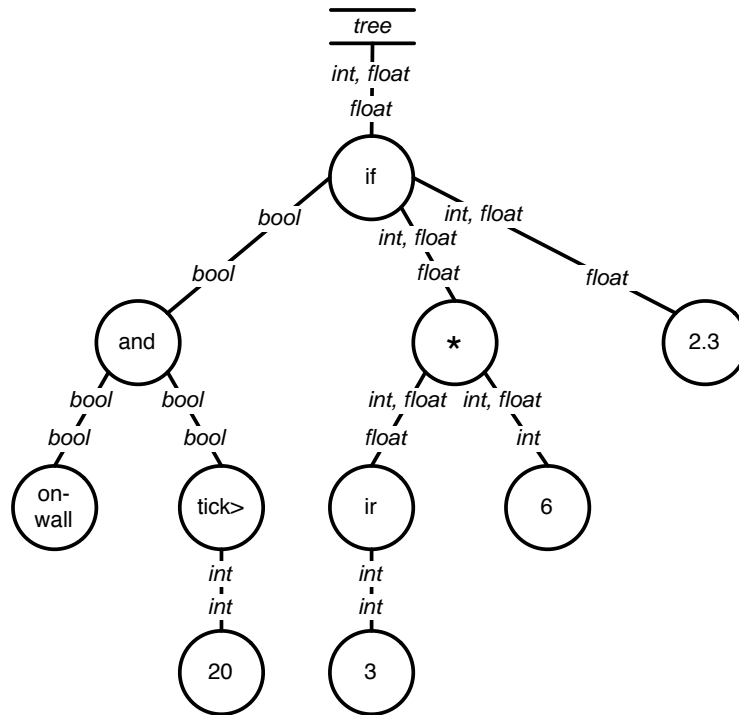 tree
int, float
float
if
bool
int, float
int, float
bool
float
float
and
*
2.3
bool
bool
int, float
int, float
bool
bool
float
int
on-
wall
tick>
ir
6
int
int
int
int
20
3